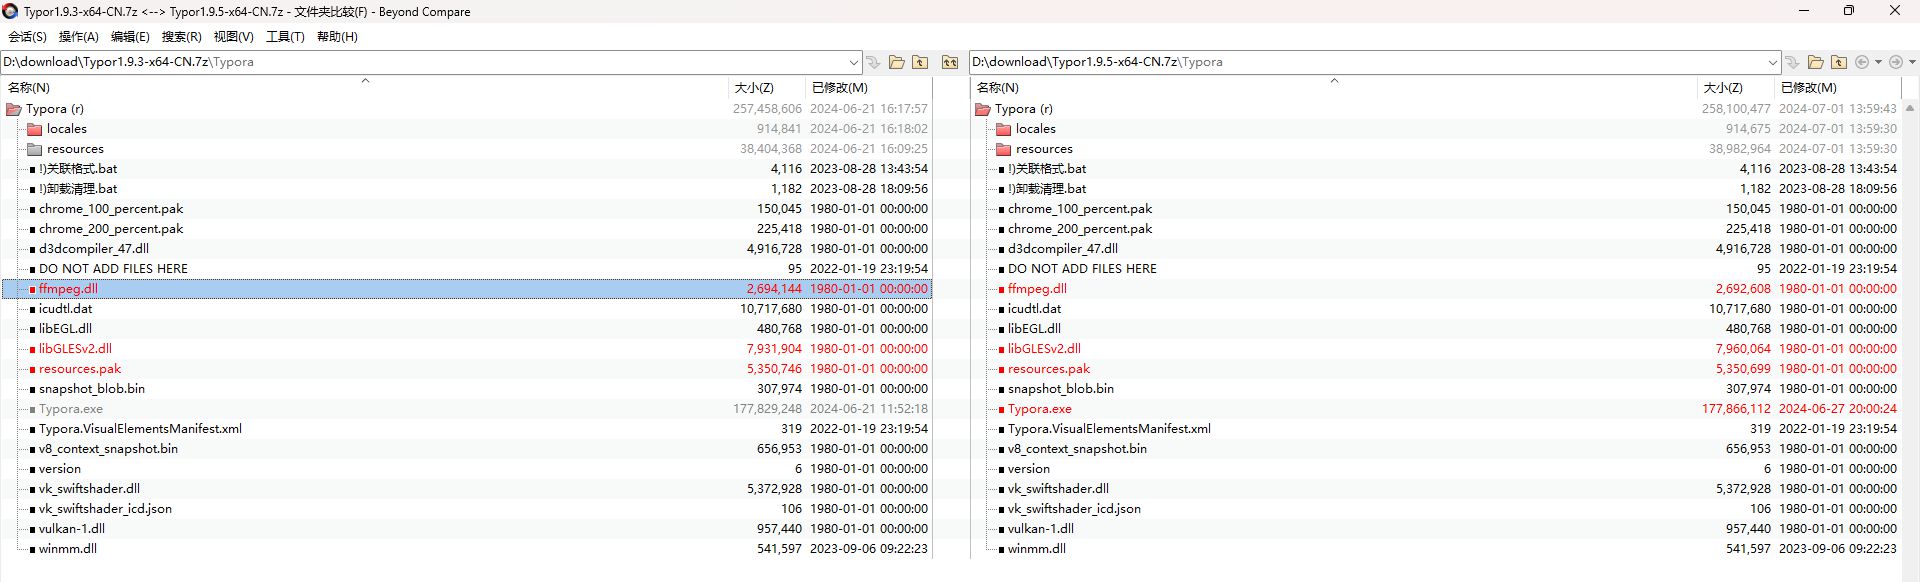 Typor1.9.3-x64-CN.7z <--> Typor1.9.5-x64-CN.7z - 文件夹比较(F) - Beyond Compare
会话(S) 操作(A) 编辑(E) 搜索(R) 视图(V) 工具(T) 帮助(H)
D:\download\Typor1.9.3-x64-CN.7z\Typora D:\download\Typor1.9.5-x64-CN.7z\Typora
名称(N) 大小(Z) 已修改(M) 名称(N) 大小(Z) 已修改(M)
Typora (r) 257,458,606 2024-06-21 16:17:57 Typora (r) 258,100,477 2024-07-01 13:59:43
locales 914,841 2024-06-21 16:18:02 locales 914,675 2024-07-01 13:59:30
resources 38,404,368 2024-06-21 16:09:25 resources 38,982,964 2024-07-01 13:59:30
!)关联格式.bat 4,116 2023-08-28 13:43:54 !)关联格式.bat 4,116 2023-08-28 13:43:54
!)卸载清理.bat 1,182 2023-08-28 18:09:56 !)卸载清理.bat 1,182 2023-08-28 18:09:56
chrome_100_percent.pak 150,045 1980-01-01 00:00:00 chrome_100_percent.pak 150,045 1980-01-01 00:00:00
chrome_200_percent.pak 225,418 1980-01-01 00:00:00 chrome_200_percent.pak 225,418 1980-01-01 00:00:00
d3dcompiler_47.dll 4,916,728 1980-01-01 00:00:00 d3dcompiler_47.dll 4,916,728 1980-01-01 00:00:00
DO NOT ADD FILES HERE 95 2022-01-19 23:19:54 DO NOT ADD FILES HERE 95 2022-01-19 23:19:54
ffmpeg.dll 2,694,144 1980-01-01 00:00:00 ffmpeg.dll 2,692,608 1980-01-01 00:00:00
icudtl.dat 10,717,680 1980-01-01 00:00:00 icudtl.dat 10,717,680 1980-01-01 00:00:00
libEGL.dll 480,768 1980-01-01 00:00:00 libEGL.dll 480,768 1980-01-01 00:00:00
libGLESv2.dll 7,931,904 1980-01-01 00:00:00 libGLESv2.dll 7,960,064 1980-01-01 00:00:00
resources.pak 5,350,746 1980-01-01 00:00:00 resources.pak 5,350,699 1980-01-01 00:00:00
snapshot_blob.bin 307,974 1980-01-01 00:00:00 snapshot_blob.bin 307,974 1980-01-01 00:00:00
Typora.exe 177,829,248 2024-06-21 11:52:18 Typora.exe 177,866,112 2024-06-27 20:00:24
Typora.VisualElementsManifest.xml 319 2022-01-19 23:19:54 Typora.VisualElementsManifest.xml 319 2022-01-19 23:19:54
v8_context_snapshot.bin 656,953 1980-01-01 00:00:00 v8_context_snapshot.bin 656,953 1980-01-01 00:00:00
version 6 1980-01-01 00:00:00 version 6 1980-01-01 00:00:00
vk_swiftshader.dll 5,372,928 1980-01-01 00:00:00 vk_swiftshader.dll 5,372,928 1980-01-01 00:00:00
vk_swiftshader_icd.json 106 1980-01-01 00:00:00 vk_swiftshader_icd.json 106 1980-01-01 00:00:00
vulkan-1.dll 957,440 1980-01-01 00:00:00 vulkan-1.dll 957,440 1980-01-01 00:00:00
winmm.dll 541,597 2023-09-06 09:22:23 winmm.dll 541,597 2023-09-06 09:22:23